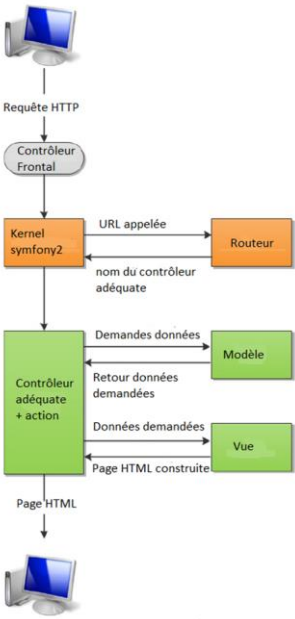 Requête HTTP
Contrôleur
Frontal
URL appelée
Kernel
symfony2
Routeur
nom du contrôleur
adéquate
Demandes données
Modèle
Retour données
demandées
Contrôleur
adéquate
+ action
Données demandées
Vue
Page HTML construite
Page HTML